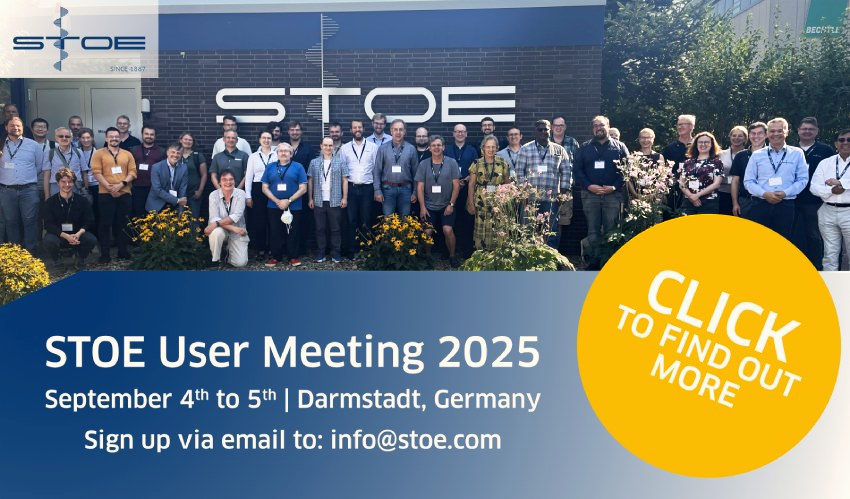 STOE
SINCE 1887
BECHTLE
STOE
STOE User Meeting 2025
September 4th to 5th | Darmstadt, Germany
Sign up via email to: info@stoe.com
CLICK
TO FIND OUT
MORE